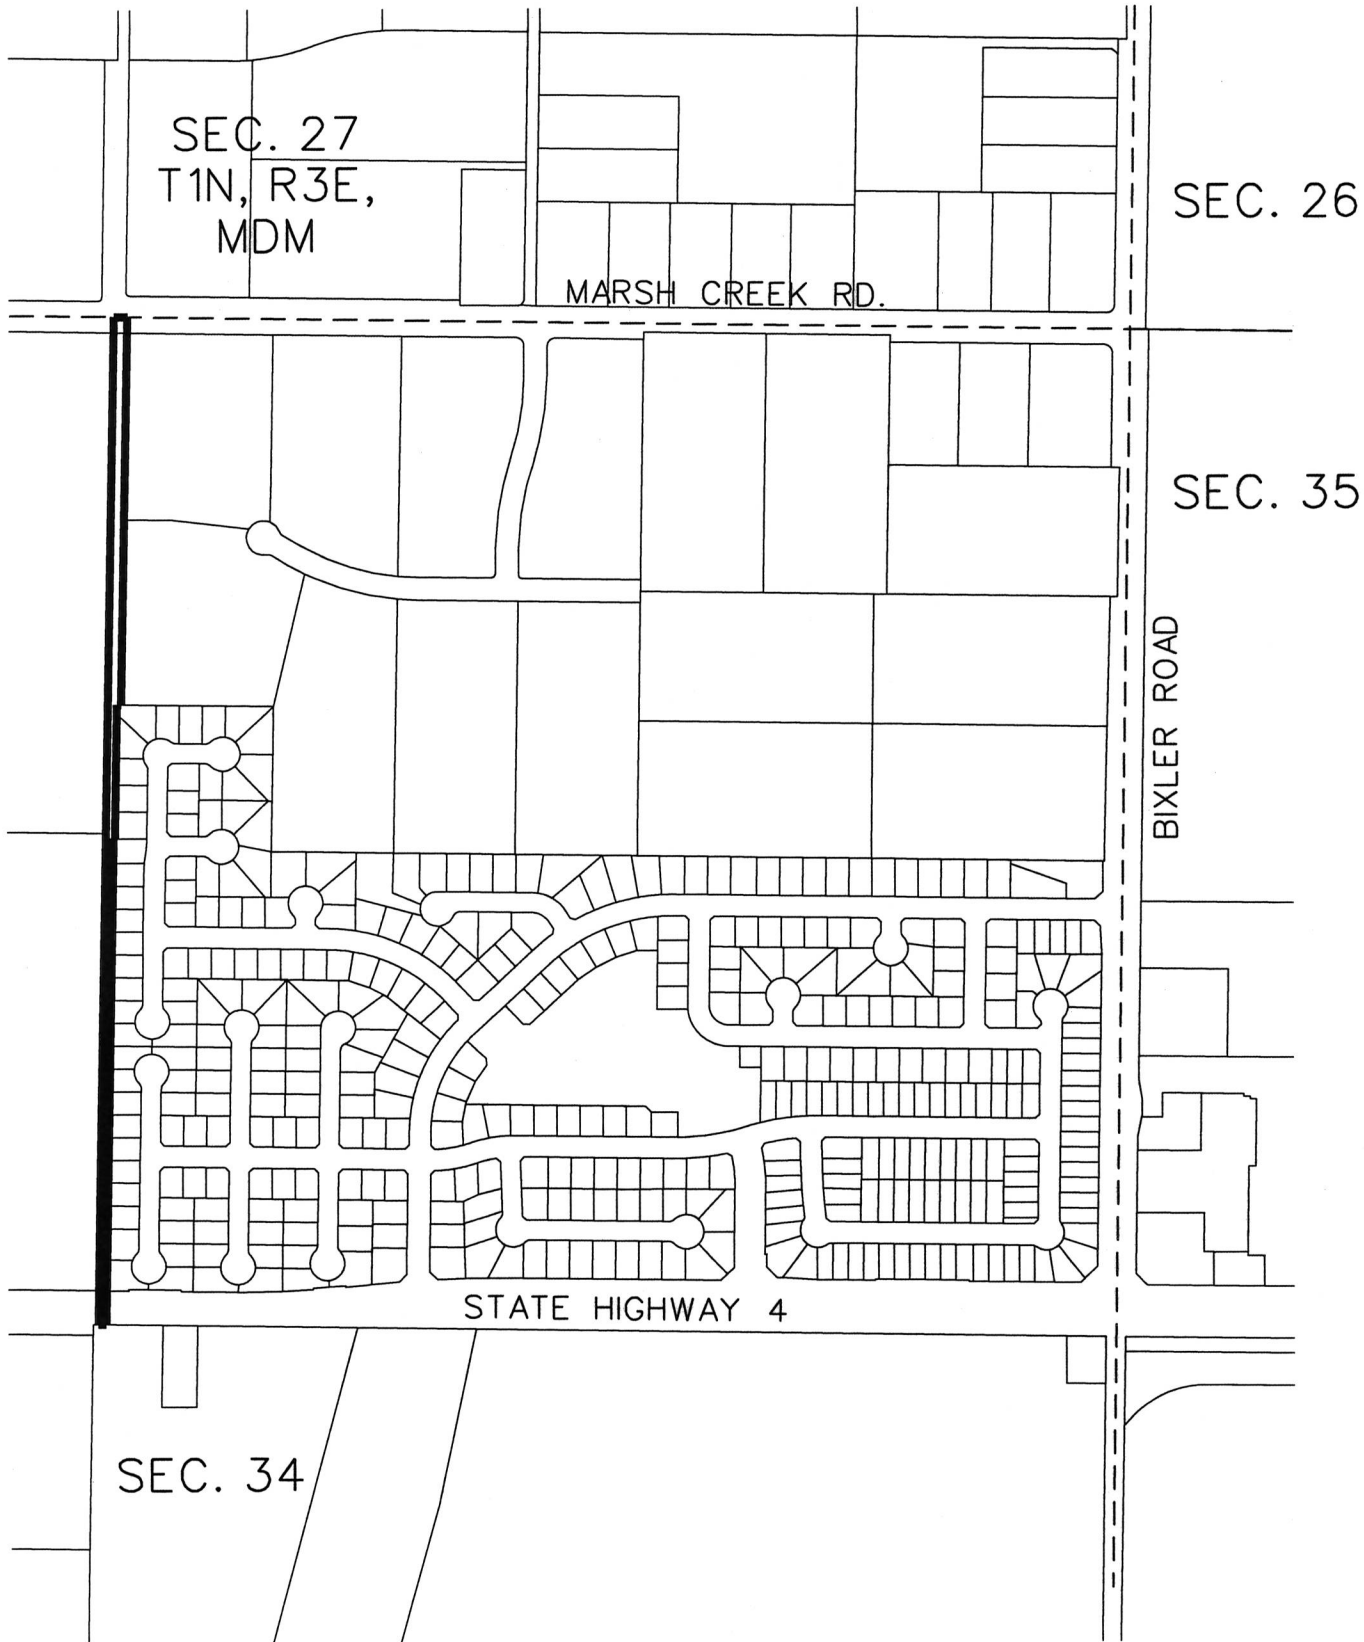 SEC. 27
T1N, R3E,
MDM
SEC. 26
MARSH CREEK RD.
SEC. 35
BIXLER ROAD
STATE HIGHWAY 4
SEC. 34